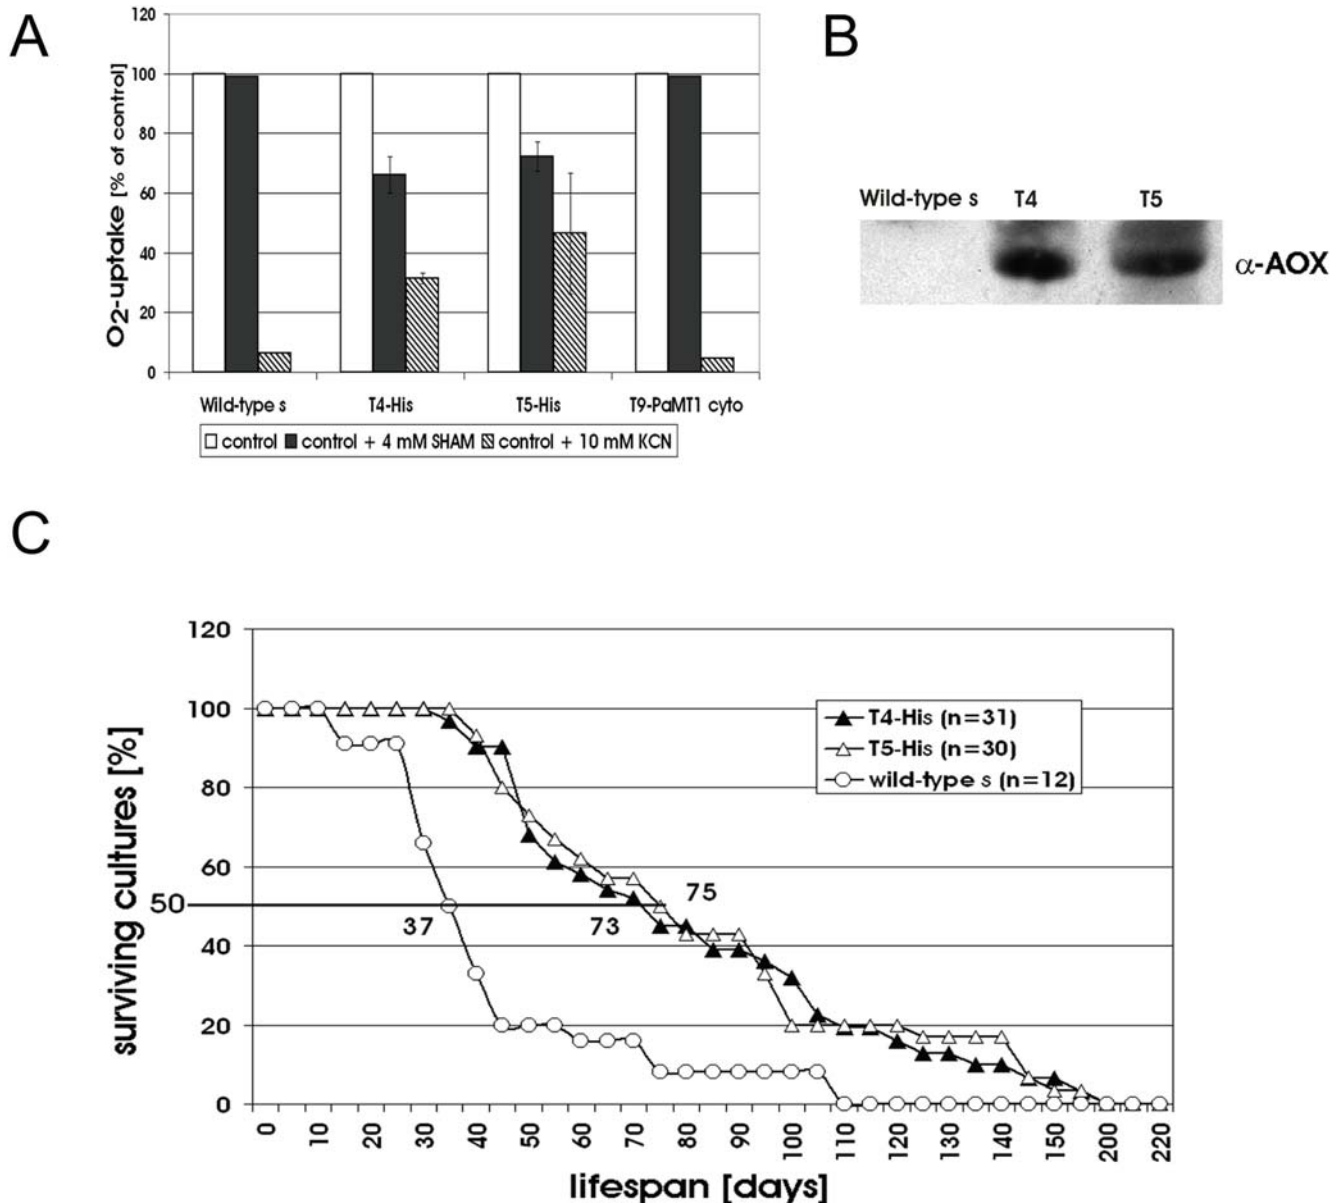 A
O2-uptake [% of control]
120
100
80
60
40
20
0
Wild-type s T4-His T5-His T9-PaMT1 cyto
control control + 4 mM SHAM control + 10 mM KCN
B
Wild-type s T4 T5
α-AOX
C
surviving cultures [%]
120
100
80
60
50
40
20
0
T4-His (n=31)
T5-His (n=30)
wild-type s (n=12)
75
37 73
0 10 20 30 40 50 60 70 80 90 100 110 120 130 140 150 200 220
lifespan [days]